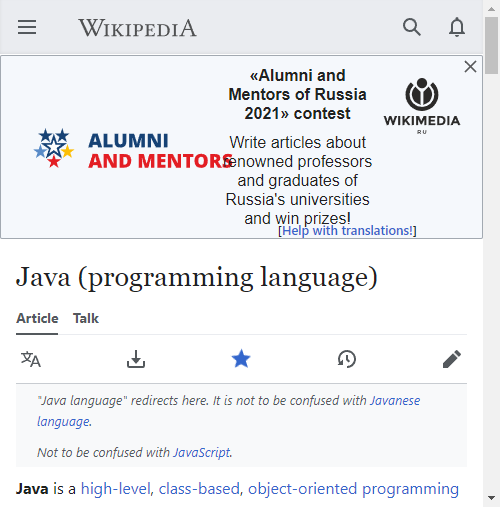 WIKIPEDIA
«Alumni and
Mentors of Russia
2021» contest
WIKIMEDIA
RU
ALUMNI
AND MENTORS
Write articles about
renowned professors
and graduates of
Russia's universities
and win prizes!
[Help with translations!]
Java (programming language)
Article Talk
"Java language" redirects here. It is not to be confused with Javanese
language.
Not to be confused with JavaScript.
Java is a high-level, class-based, object-oriented programming